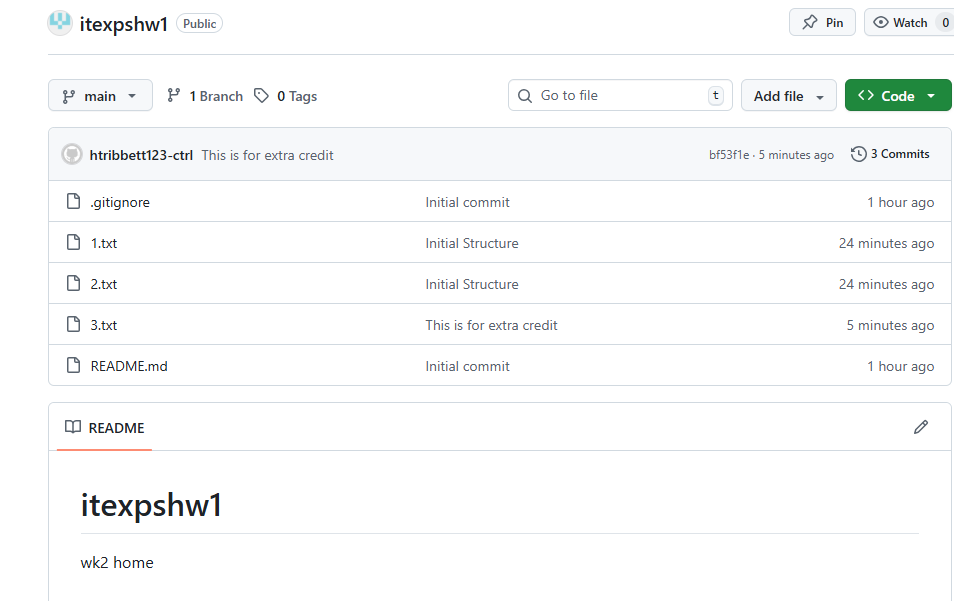 itexpshw1 Public Pin Watch 0
main 1 Branch 0 Tags Go to file t Add file Code
htribbett123-ctrl This is for extra credit bf53f1e · 5 minutes ago 3 Commits
.gitignore Initial commit 1 hour ago
1.txt Initial Structure 24 minutes ago
2.txt Initial Structure 24 minutes ago
3.txt This is for extra credit 5 minutes ago
README.md Initial commit 1 hour ago
README
itexpshw1
wk2 home